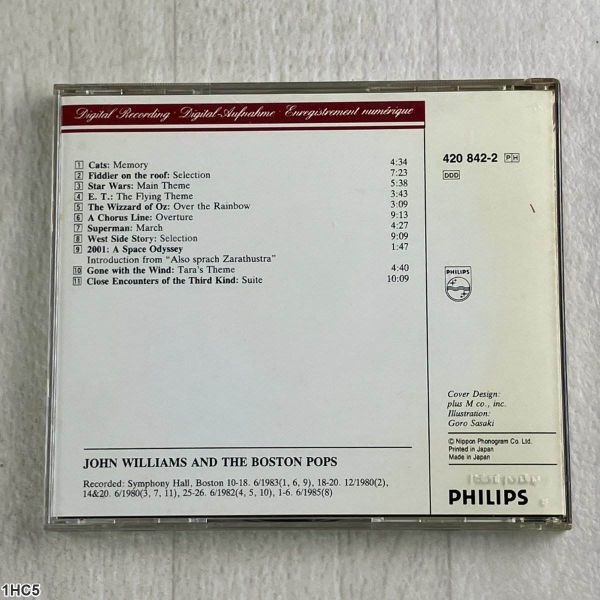 Digital Recording · Digital-Aufnahme · Enregistrement numérique
1 Cats: Memory 4:34
2 Fiddler on the roof: Selection 7:23
3 Star Wars: Main Theme 5:38
4 E. T.: The Flying Theme 3:43
5 The Wizzard of Oz: Over the Rainbow 3:09
6 A Chorus Line: Overture 9:13
7 Superman: March 4:27
8 West Side Story: Selection 9:09
9 2001: A Space Odyssey 1:47
Introduction from "Also sprach Zarathustra"
10 Gone with the Wind: Tara's Theme 4:40
11 Close Encounters of the Third Kind: Suite 10:09
JOHN WILLIAMS AND THE BOSTON POPS
Recorded: Symphony Hall, Boston 10-18. 6/1983(1, 6, 9), 18-20. 12/1980(2),
14&20. 6/1980(3, 7, 11), 25-26. 6/1982(4, 5, 10), 1-6. 6/1985(8)
420 842-2 PH
DDD
PHILIPS
Cover Design:
plus M co., inc.
Illustration:
Goro Sasaki
© Nippon Phonogram Co. Ltd.
Printed in Japan
Made in Japan
PHILIPS
1HC5